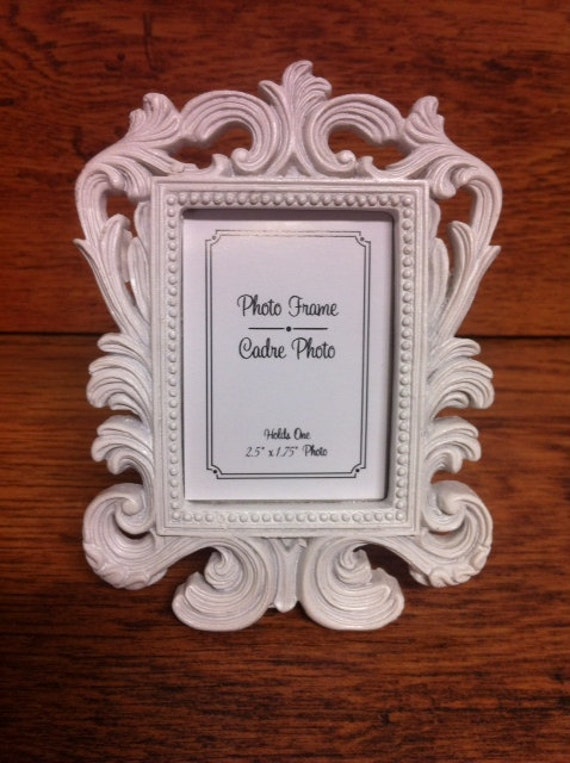 Photo Frame
Cadre Photo
Holds One
2.5" x 1.75" Photo